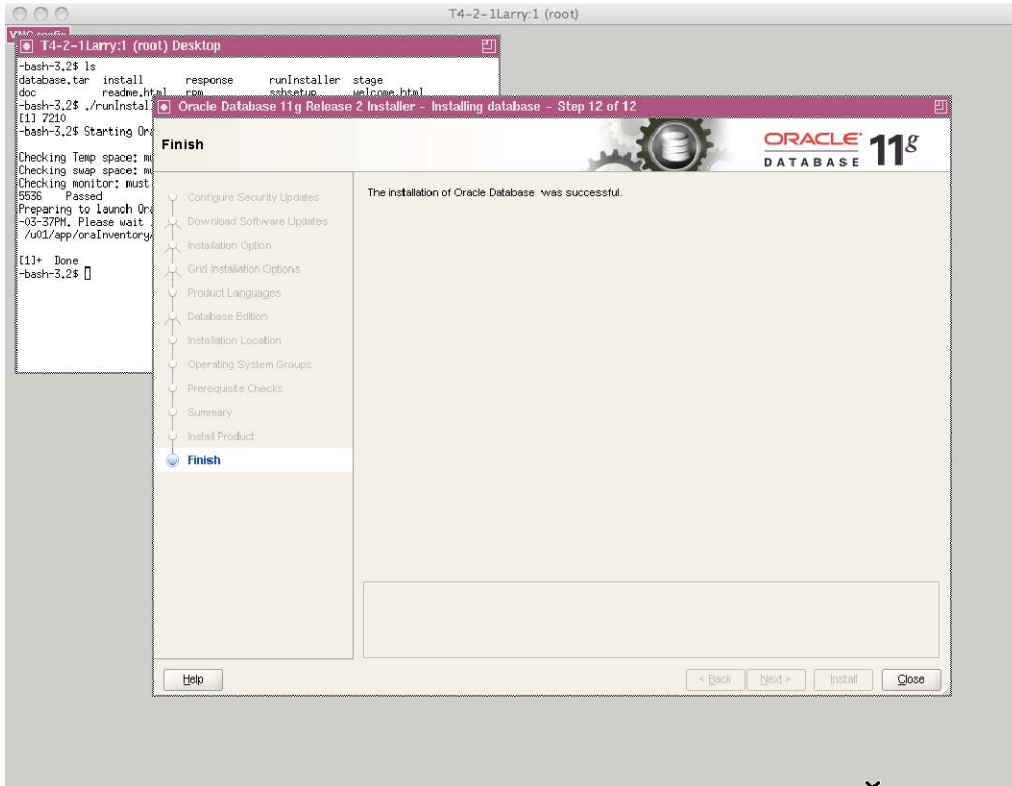 T4-2-1Larry:1 (root)
T4-2-1Larry:1 (root) Desktop
-bash-3.2$ ls
database.tar install response runInstaller stage
doc readme.html rpm sshsetup welcome.html
-bash-3.2$ ./runInstal
[1] 7210
-bash-3.2$ Starting Ora
Checking Temp space: mu
Checking swap space: mu
Checking monitor: must
5536 Passed
Preparing to launch Ora
-03-37PM. Please wait
/u01/app/oraInventory/
[1]+ Done
-bash-3.2$
Oracle Database 11g Release 2 Installer - Installing database - Step 12 of 12
Finish
ORACLE
DATABASE 11g
Configure Security Updates
Download Software Updates
Installation Option
Grid Installation Options
Product Languages
Database Edition
Installation Location
Operating System Groups
Prerequisite Checks
Summary
Install Product
Finish
The installation of Oracle Database was successful.
Help
< Back
Next >
Install
Close